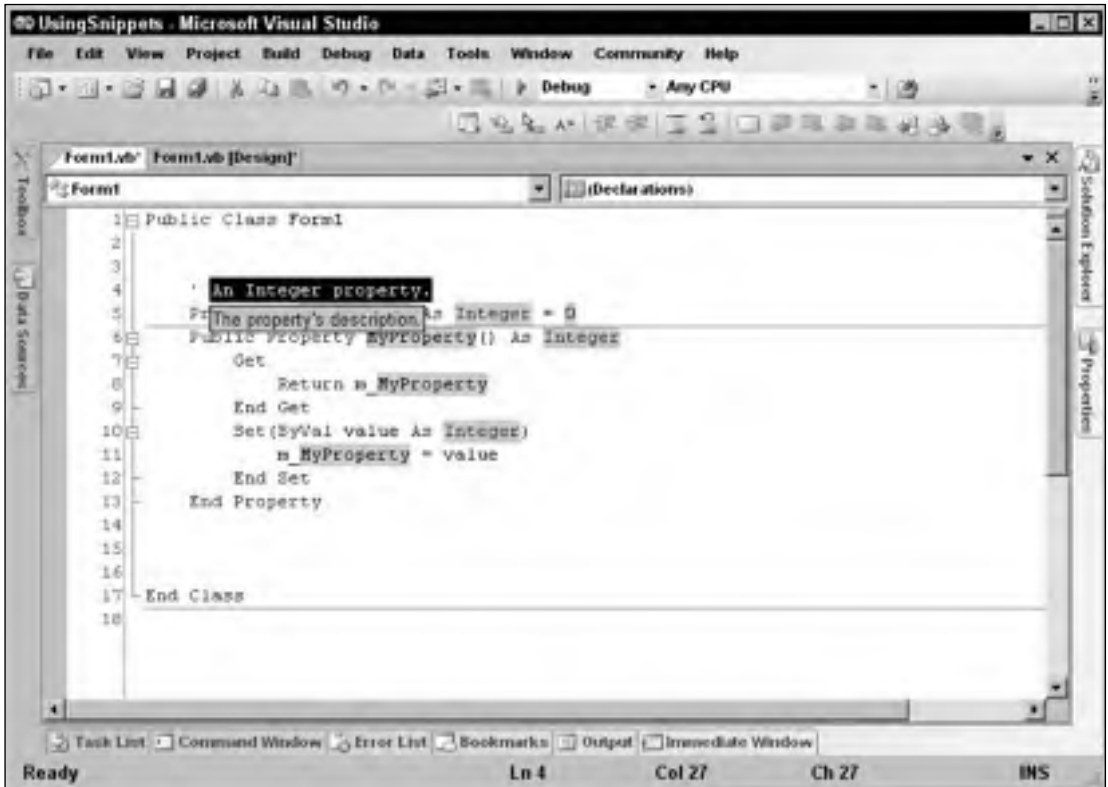 UsingSnippets - Microsoft Visual Studio
File Edit View Project Build Debug Data Tools Window Community Help
Debug Any CPU
Form1.vb* Form1.vb [Design]*
Form1 (Declarations)
Toolbox
Data Sources
Solution Explorer
Properties
1 Public Class Form1
2
3
4 ' An Integer property.
5 Pr As Integer = 0
The property's description.
6 Public Property MyProperty() As Integer
7 Get
8 Return m_MyProperty
9 End Get
10 Set(ByVal value As Integer)
11 m_MyProperty = value
12 End Set
13 End Property
14
15
16
17 End Class
18
Task List Command Window Error List Bookmarks Output Immediate Window
Ready Ln 4 Col 27 Ch 27 INS